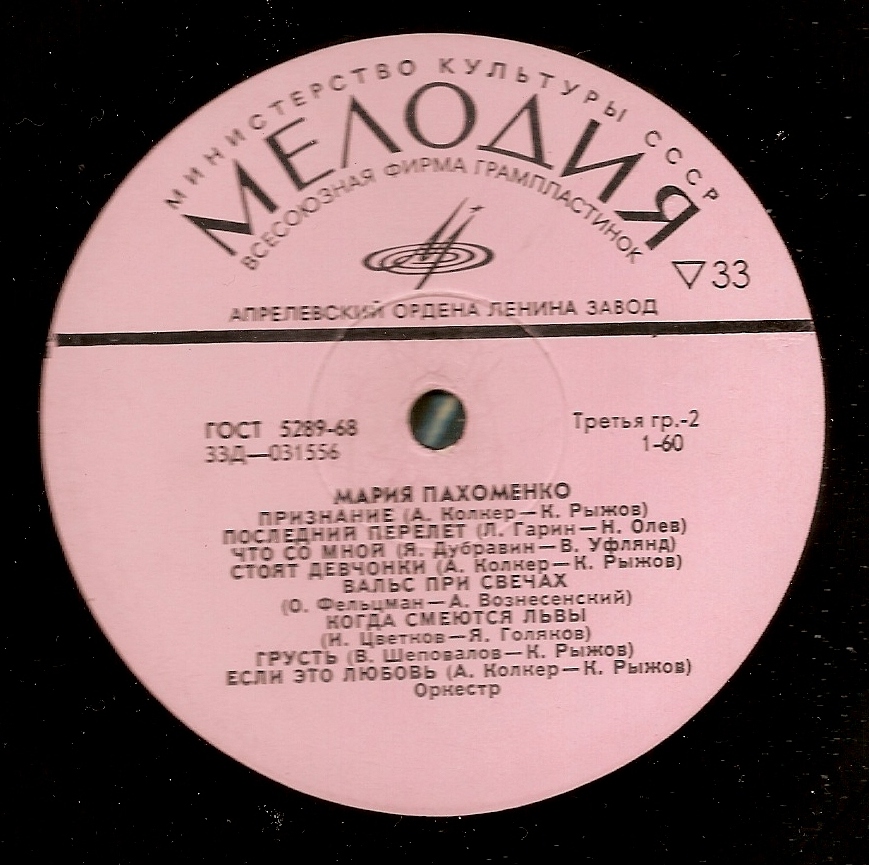 МИНИСТЕРСТВО КУЛЬТУРЫ СССР
МЕЛОДИЯ
ВСЕСОЮЗНАЯ ФИРМА ГРАМПЛАСТИНОК
▽33
АПРЕЛЕВСКИЙ ОРДЕНА ЛЕНИНА ЗАВОД
ГОСТ 5289-68
Третья гр.-2
33Д—031556
1-60
МАРИЯ ПАХОМЕНКО
ПРИЗНАНИЕ (А. Колкер—К. Рыжов)
ПОСЛЕДНИЙ ПЕРЕЛЕТ (Л. Гарин—Н. Олев)
ЧТО СО МНОЙ (Я. Дубравин—В. Уфлянд)
СТОЯТ ДЕВЧОНКИ (А. Колкер—К. Рыжов)
ВАЛЬС ПРИ СВЕЧАХ
(О. Фельцман—А. Вознесенский)
КОГДА СМЕЮТСЯ ЛЬВЫ
(И. Цветков—Я. Голяков)
ГРУСТЬ (В. Шеповалов—К. Рыжов)
ЕСЛИ ЭТО ЛЮБОВЬ (А. Колкер—К. Рыжов)
Оркестр